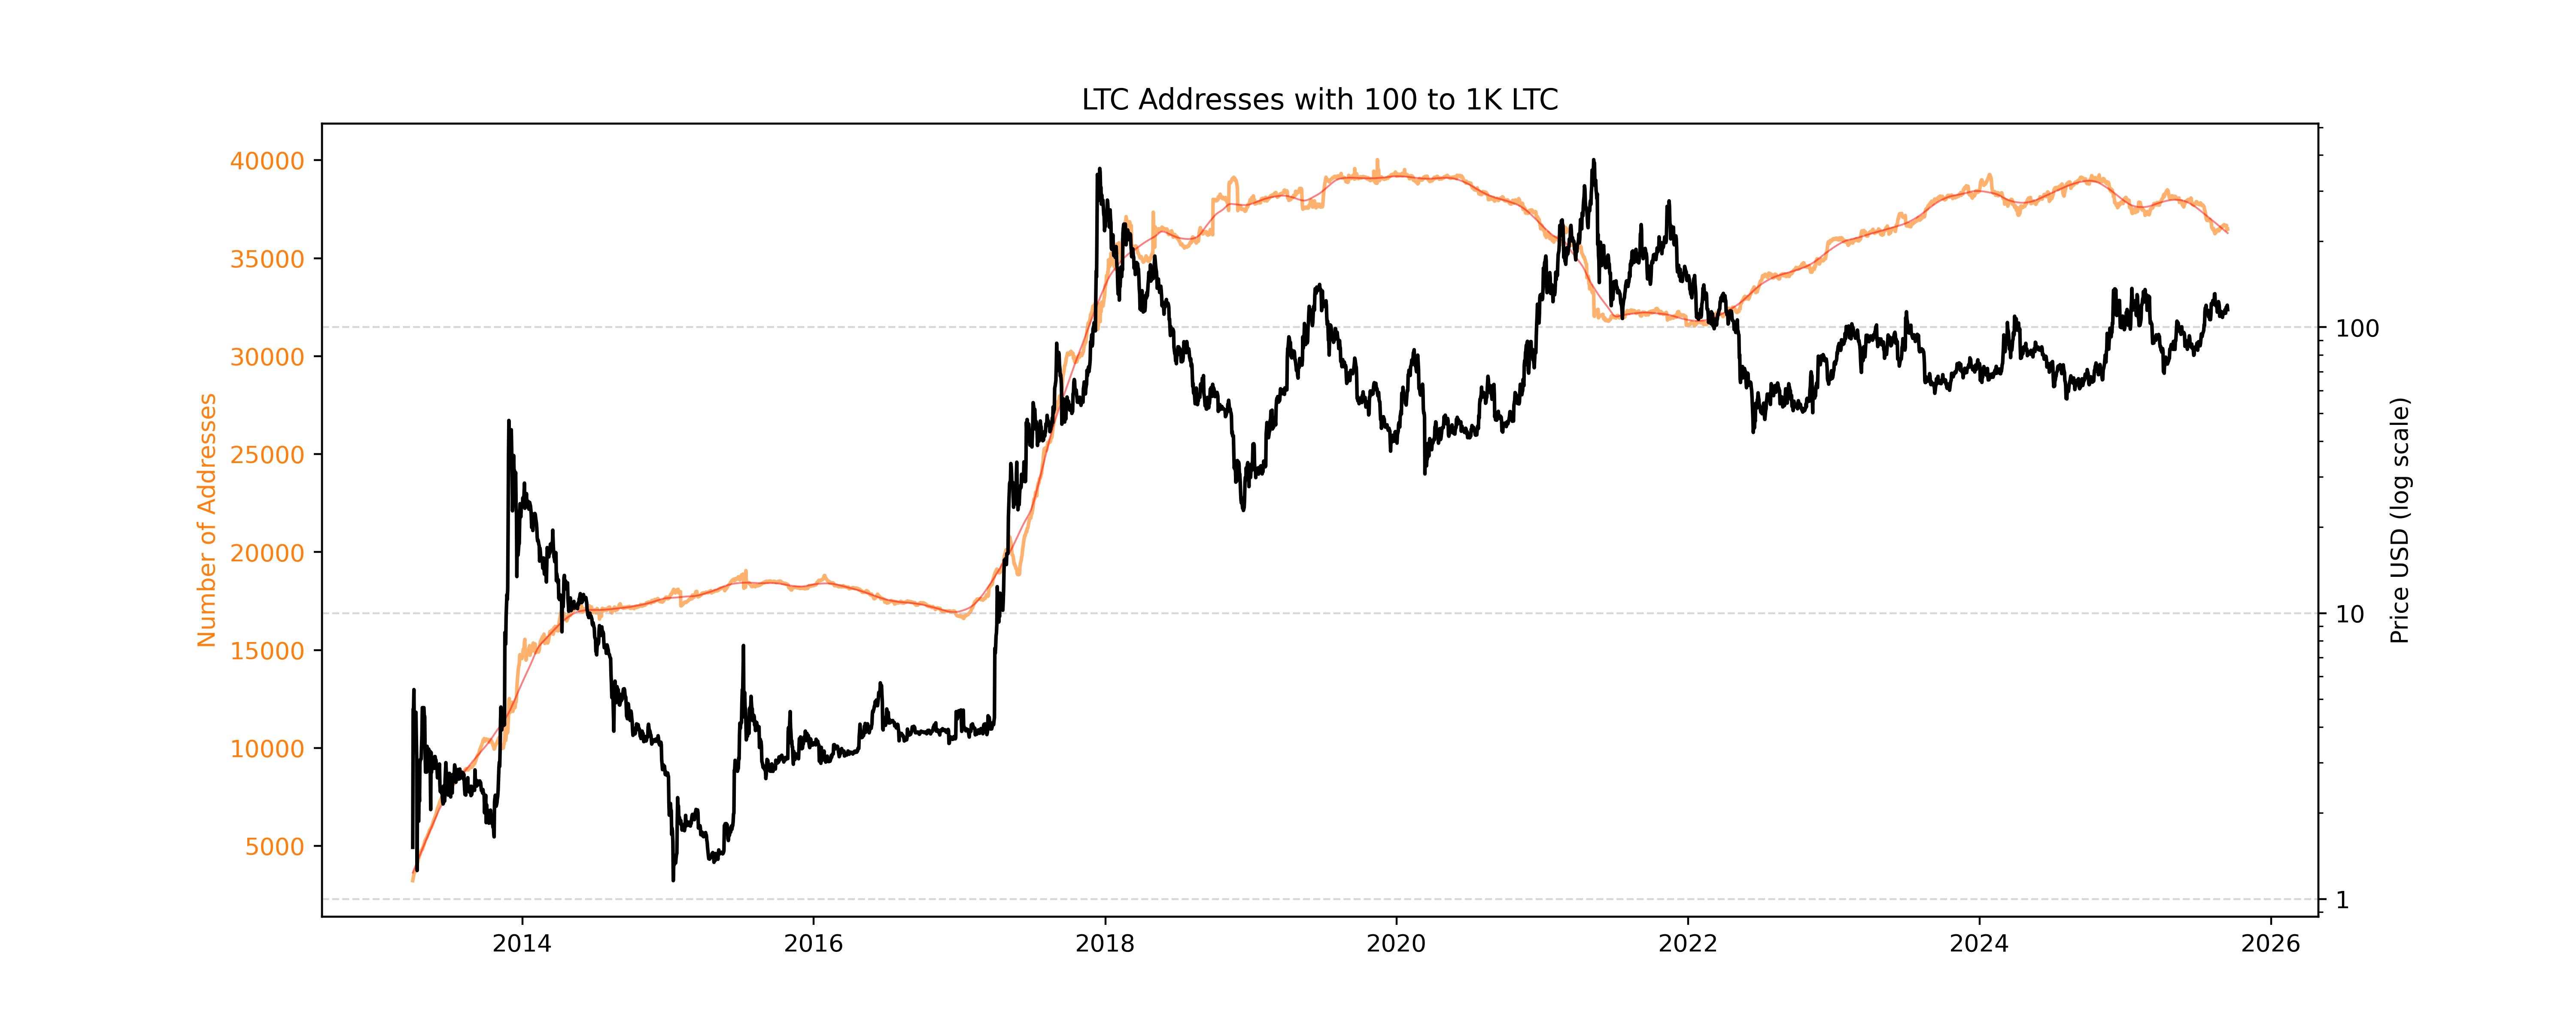 LTC Addresses with 100 to 1K LTC
Number of Addresses
40000
35000
30000
25000
20000
15000
10000
5000
100
10
1
Price USD (log scale)
2014 2016 2018 2020 2022 2024 2026